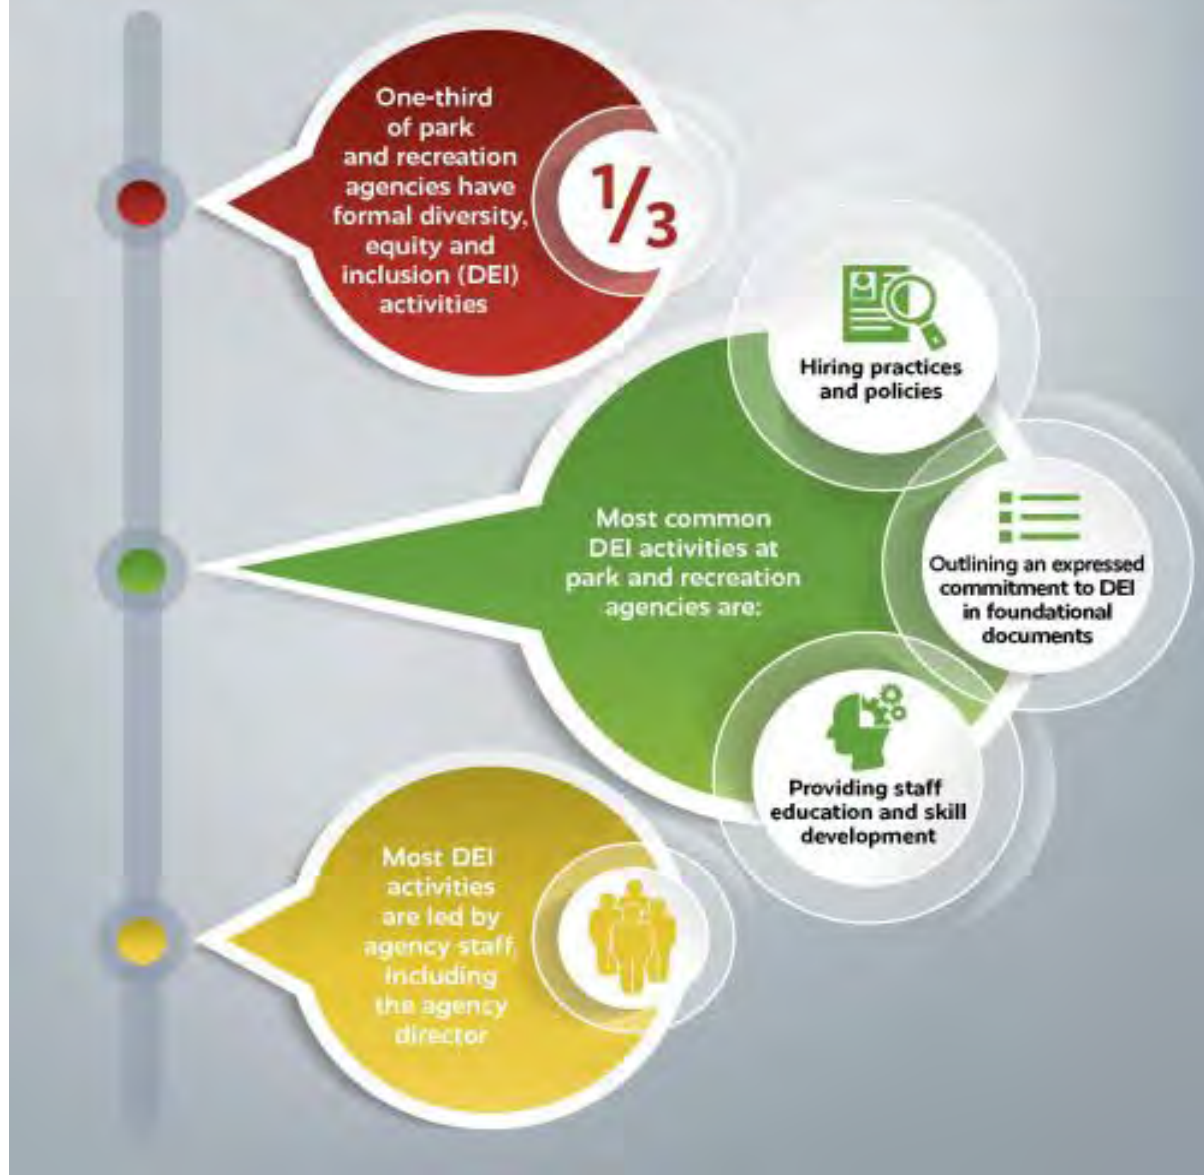 One-third
of park
and recreation
agencies have
formal diversity,
equity and
inclusion (DEI)
activities
1/3
Hiring practices
and policies
Most common
DEI activities at
park and recreation
agencies are:
Outlining an expressed
commitment to DEI
in foundational
documents
Providing staff
education and skill
development
Most DEI
activities
are led by
agency staff,
including
the agency
director